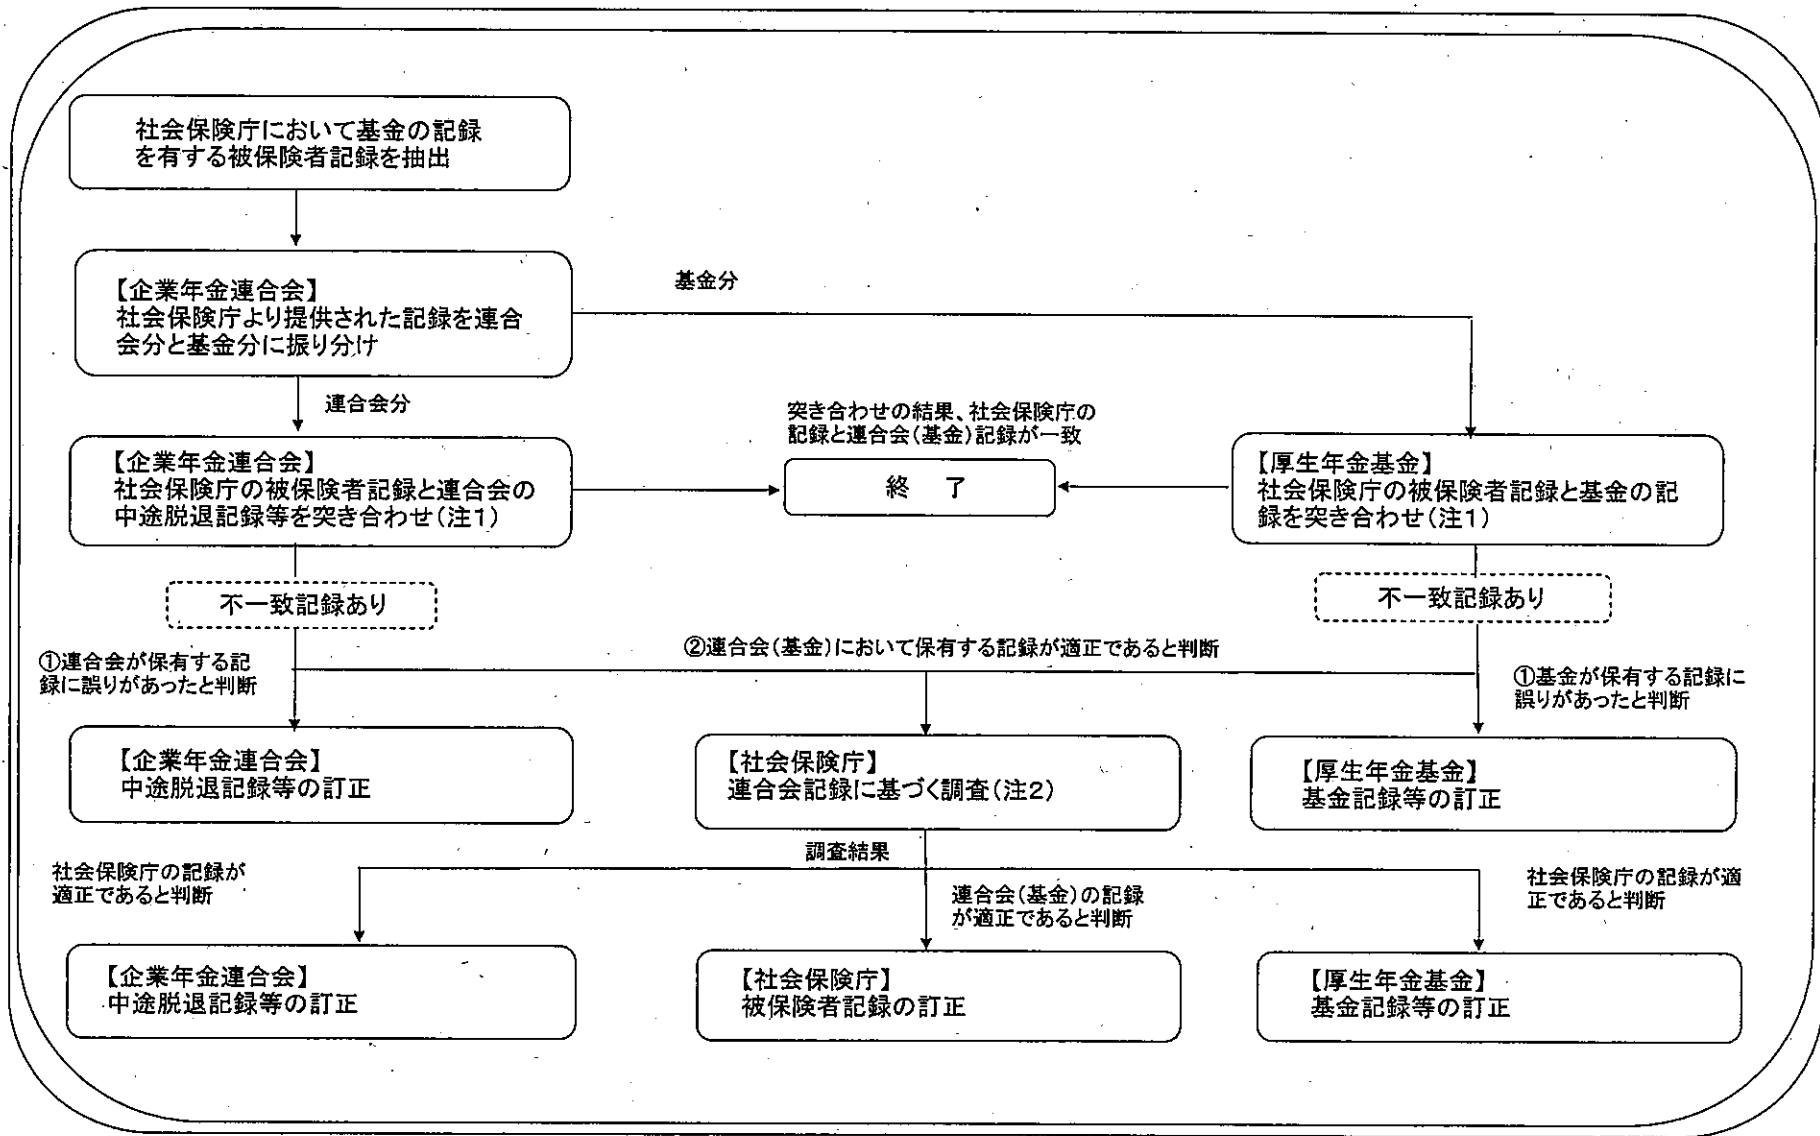 社会保険庁において基金の記録
を有する被保険者記録を抽出
【企業年金連合会】
社会保険庁より提供された記録を連合
会分と基金分に振り分け
基金分
連合会分
突き合わせの結果、社会保険庁の
記録と連合会(基金)記録が一致
【企業年金連合会】
社会保険庁の被保険者記録と連合会の
中途脱退記録等を突き合わせ(注1)
終 了
【厚生年金基金】
社会保険庁の被保険者記録と基金の記
録を突き合わせ(注1)
不一致記録あり
不一致記録あり
①連合会が保有する記
録に誤りがあったと判断
②連合会(基金)において保有する記録が適正であると判断
①基金が保有する記録に
誤りがあったと判断
【企業年金連合会】
中途脱退記録等の訂正
【社会保険庁】
連合会記録に基づく調査(注2)
【厚生年金基金】
基金記録等の訂正
調査結果
社会保険庁の記録が
適正であると判断
連合会(基金)の記録
が適正であると判断
社会保険庁の記録が適
正であると判断
【企業年金連合会】
中途脱退記録等の訂正
【社会保険庁】
被保険者記録の訂正
【厚生年金基金】
基金記録等の訂正